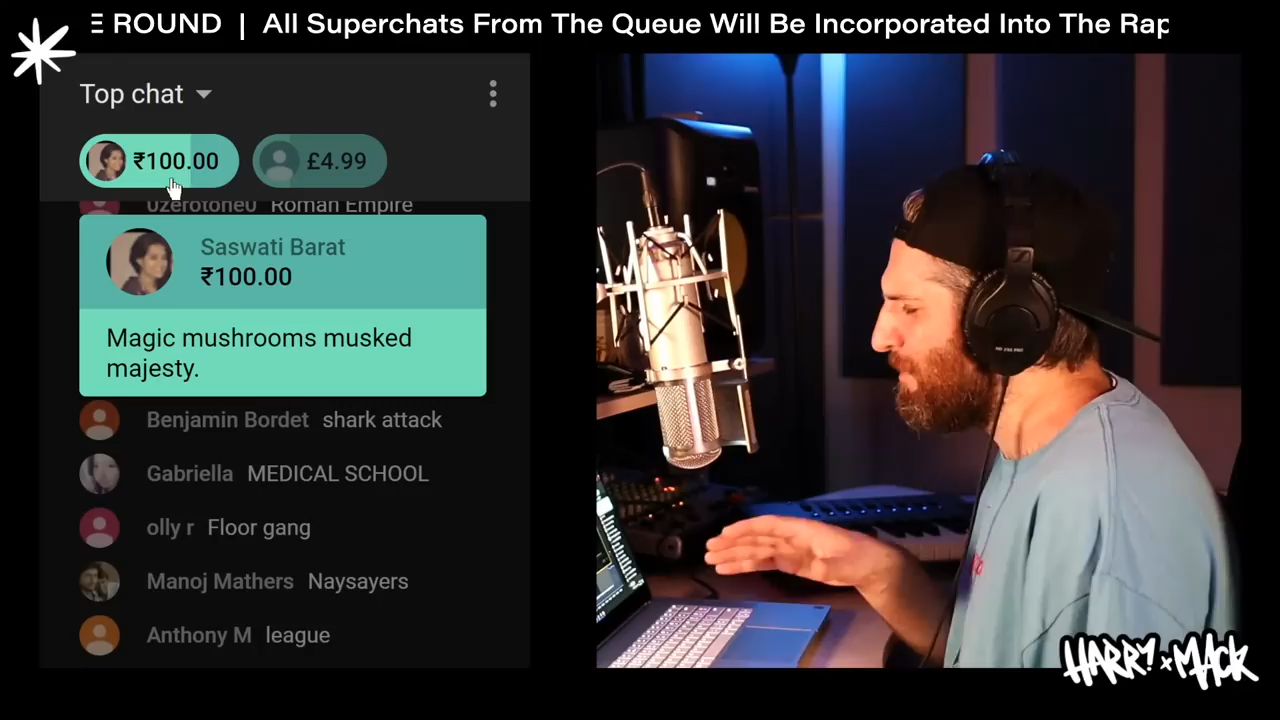 E ROUND | All Superchats From The Queue Will Be Incorporated Into The Rap
Top chat
₹100.00 £4.99
Roman Empire
Saswati Barat
₹100.00
Magic mushrooms musked
majesty.
Benjamin Bordet shark attack
Gabriella MEDICAL SCHOOL
olly r Floor gang
Manoj Mathers Naysayers
Anthony M league
HARRY MACK